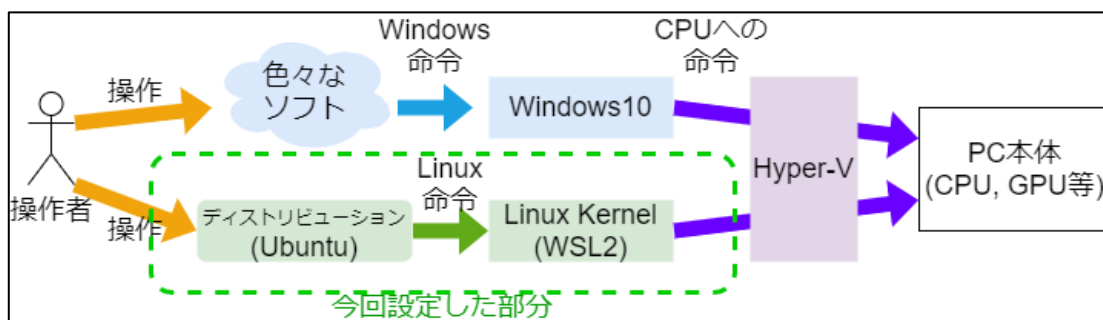 Windows
命令
CPUへの
命令
操作
色々な
ソフト
Windows10
Hyper-V
PC本体
(CPU, GPU等)
操作者
操作
Linux
命令
ディストリビューション
(Ubuntu)
Linux Kernel
(WSL2)
今回設定した部分